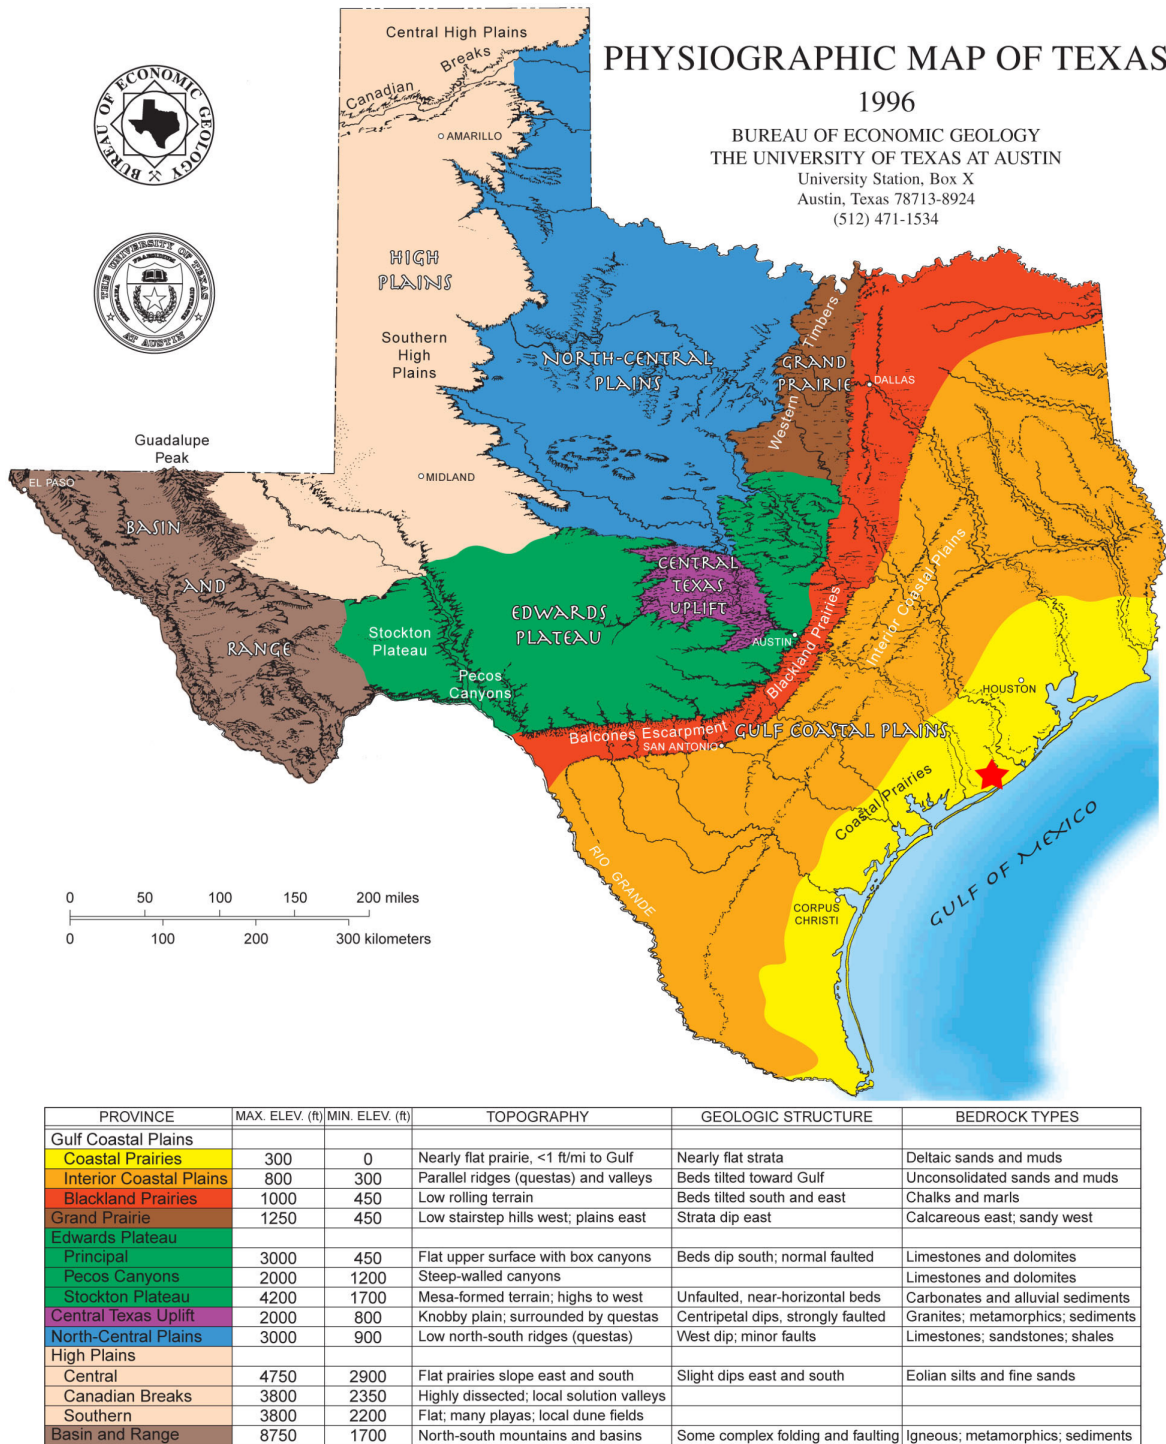 PHYSIOGRAPHIC MAP OF TEXAS
1996
BUREAU OF ECONOMIC GEOLOGY
THE UNIVERSITY OF TEXAS AT AUSTIN
University Station, Box X
Austin, Texas 78713-8924
(512) 471-1534
BUREAU OF ECONOMIC GEOLOGY
THE UNIVERSITY OF TEXAS
AT AUSTIN
PRAESIDIUM
Central High Plains
Canadian Breaks
AMARILLO
HIGH
PLAINS
Southern
High
Plains
NORTH-CENTRAL
PLAINS
Western Timbers
GRAND
PRAIRIE
DALLAS
Guadalupe
Peak
EL PASO
MIDLAND
BASIN
AND
RANGE
CENTRAL
TEXAS
UPLIFT
EDWARDS
PLATEAU
Stockton
Plateau
Pecos
Canyons
AUSTIN
Blackland Prairies
Interior Coastal Plains
HOUSTON
Balcones Escarpment
SAN ANTONIO
GULF COASTAL PLAINS
Coastal Prairies
RIO GRANDE
GULF OF MEXICO
CORPUS
CHRISTI
0 50 100 150 200 miles
0 100 200 300 kilometers
PROVINCE MAX. ELEV. (ft) MIN. ELEV. (ft) TOPOGRAPHY GEOLOGIC STRUCTURE BEDROCK TYPES
Gulf Coastal Plains
Coastal Prairies 300 0 Nearly flat prairie, <1 ft/mi to Gulf Nearly flat strata Deltaic sands and muds
Interior Coastal Plains 800 300 Parallel ridges (questas) and valleys Beds tilted toward Gulf Unconsolidated sands and muds
Blackland Prairies 1000 450 Low rolling terrain Beds tilted south and east Chalks and marls
Grand Prairie 1250 450 Low stairstep hills west; plains east Strata dip east Calcareous east; sandy west
Edwards Plateau
Principal 3000 450 Flat upper surface with box canyons Beds dip south; normal faulted Limestones and dolomites
Pecos Canyons 2000 1200 Steep-walled canyons Limestones and dolomites
Stockton Plateau 4200 1700 Mesa-formed terrain; highs to west Unfaulted, near-horizontal beds Carbonates and alluvial sediments
Central Texas Uplift 2000 800 Knobby plain; surrounded by questas Centripetal dips, strongly faulted Granites; metamorphics; sediments
North-Central Plains 3000 900 Low north-south ridges (questas) West dip; minor faults Limestones; sandstones; shales
High Plains
Central 4750 2900 Flat prairies slope east and south Slight dips east and south Eolian silts and fine sands
Canadian Breaks 3800 2350 Highly dissected; local solution valleys
Southern 3800 2200 Flat; many playas; local dune fields
Basin and Range 8750 1700 North-south mountains and basins Some complex folding and faulting Igneous; metamorphics; sediments